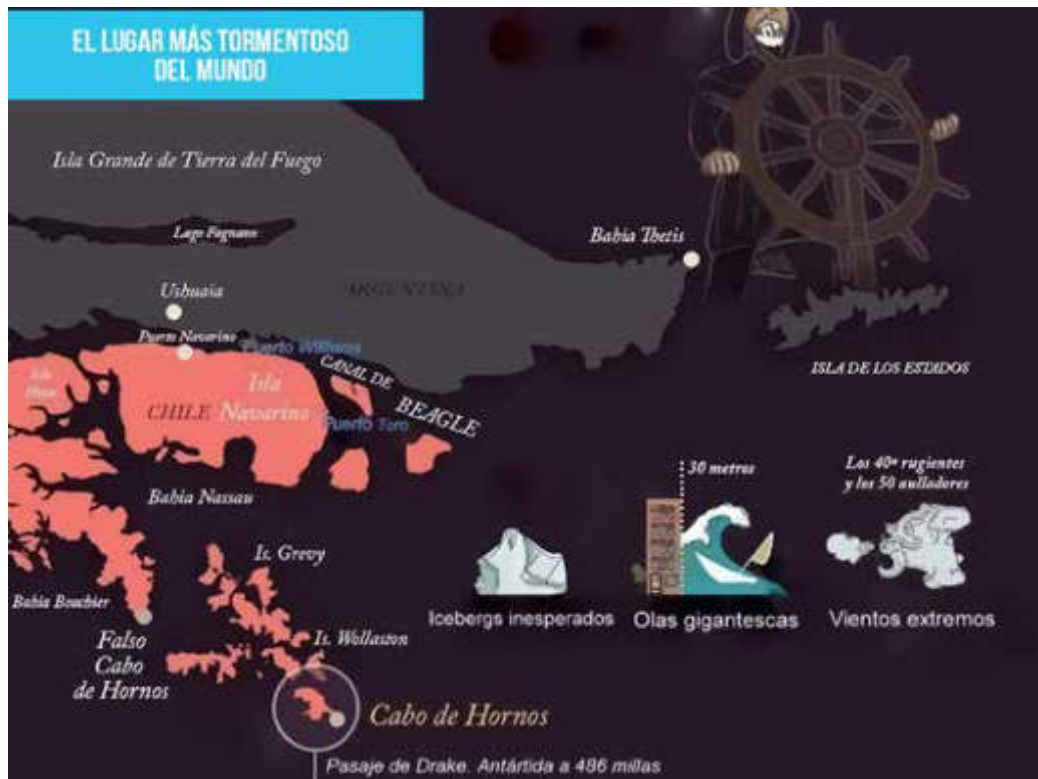 EL LUGAR MÁS TORMENTOSO
DEL MUNDO
Isla Grande de Tierra del Fuego
Lago Fagnano
Bahia Thetis
Ushuaïa
ARGENTINA
Puerto Navarino
Puerto Williams
CANAL DE
BEAGLE
ISLA DE LOS ESTADOS
Isla
CHILE Navarino
Puerto Toro
Bahia Nassau
30 metros
Los 40º rugientes
y los 50 aulladores
Is. Grevy
Icebergs inesperados
Olas gigantescas
Vientos extremos
Falso
Cabo
de Hornos
Is. Wollaston
Cabo de Hornos
Pasaje de Drake. Antártida a 486 millas